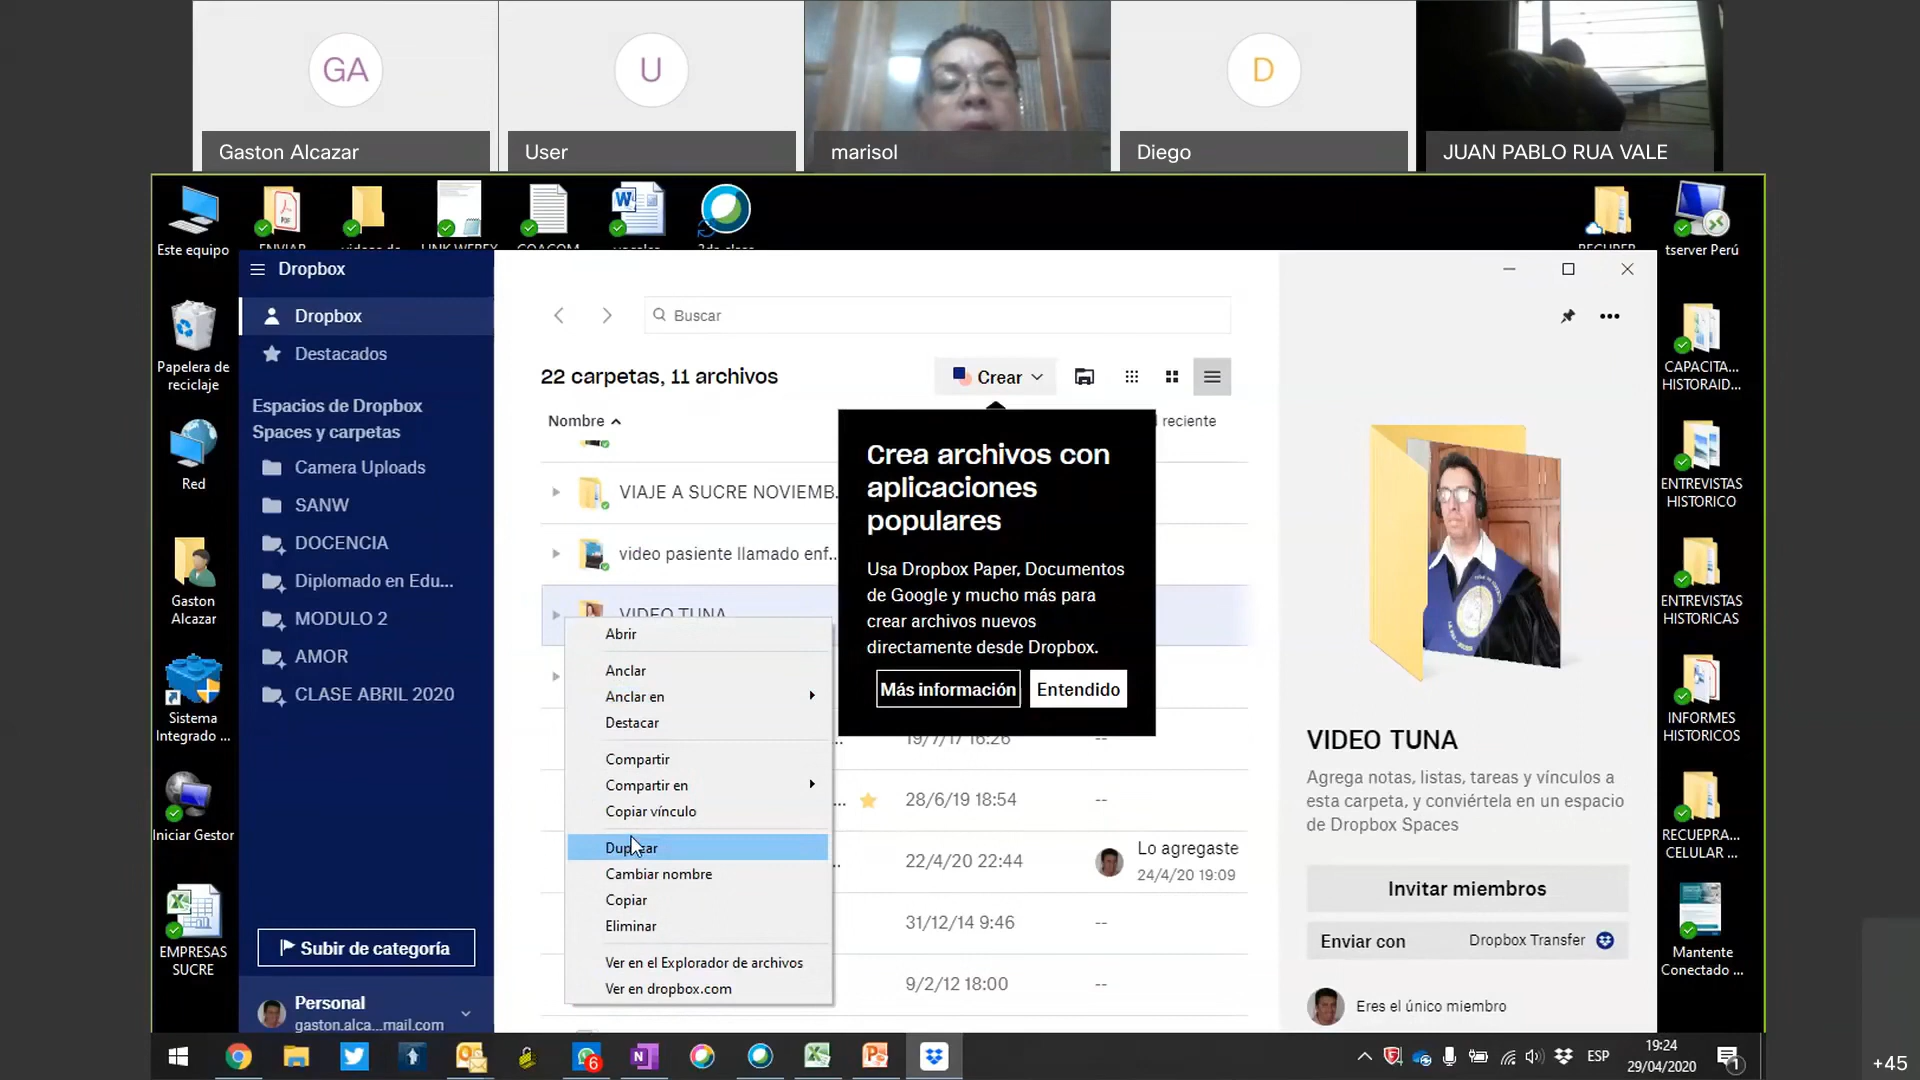 GA
U
D
Gaston Alcazar
User
marisol
Diego
JUAN PABLO RUA VALE
Este equipo
tserver Perú
Papelera de
reciclaje
Red
Gaston
Alcazar
Sistema
Integrado ...
Iniciar Gestor
EMPRESAS
SUCRE
Dropbox
Dropbox
Destacados
Espacios de Dropbox
Spaces y carpetas
Camera Uploads
SANW
DOCENCIA
Diplomado en Edu...
MODULO 2
AMOR
CLASE ABRIL 2020
Subir de categoría
Personal
gaston.alca...mail.com
Buscar
22 carpetas, 11 archivos
Crear
Nombre
reciente
VIAJE A SUCRE NOVIEMB...
video pasiente llamado enf...
VIDEO TUNA
Crea archivos con
aplicaciones
populares
Usa Dropbox Paper, Documentos
de Google y mucho más para
crear archivos nuevos
directamente desde Dropbox.
Más información
Entendido
Abrir
Anclar
Anclar en
Destacar
Compartir
Compartir en
Copiar vínculo
Duplicar
Cambiar nombre
Copiar
Eliminar
Ver en el Explorador de archivos
Ver en dropbox.com
19/7/17 16:26 --
28/6/19 18:54 --
22/4/20 22:44 Lo agregaste
24/4/20 19:09
31/12/14 9:46 --
9/2/12 18:00 --
VIDEO TUNA
Agrega notas, listas, tareas y vínculos a
esta carpeta, y conviértela en un espacio
de Dropbox Spaces
Invitar miembros
Enviar con Dropbox Transfer
Eres el único miembro
CAPACITA...
HISTORAID...
ENTREVISTAS
HISTORICO
ENTREVISTAS
HISTORICAS
INFORMES
HISTORICOS
RECUEPRA...
CELULAR ...
Mantente
Conectado ...
6
ESP
19:24
29/04/2020
1
+45